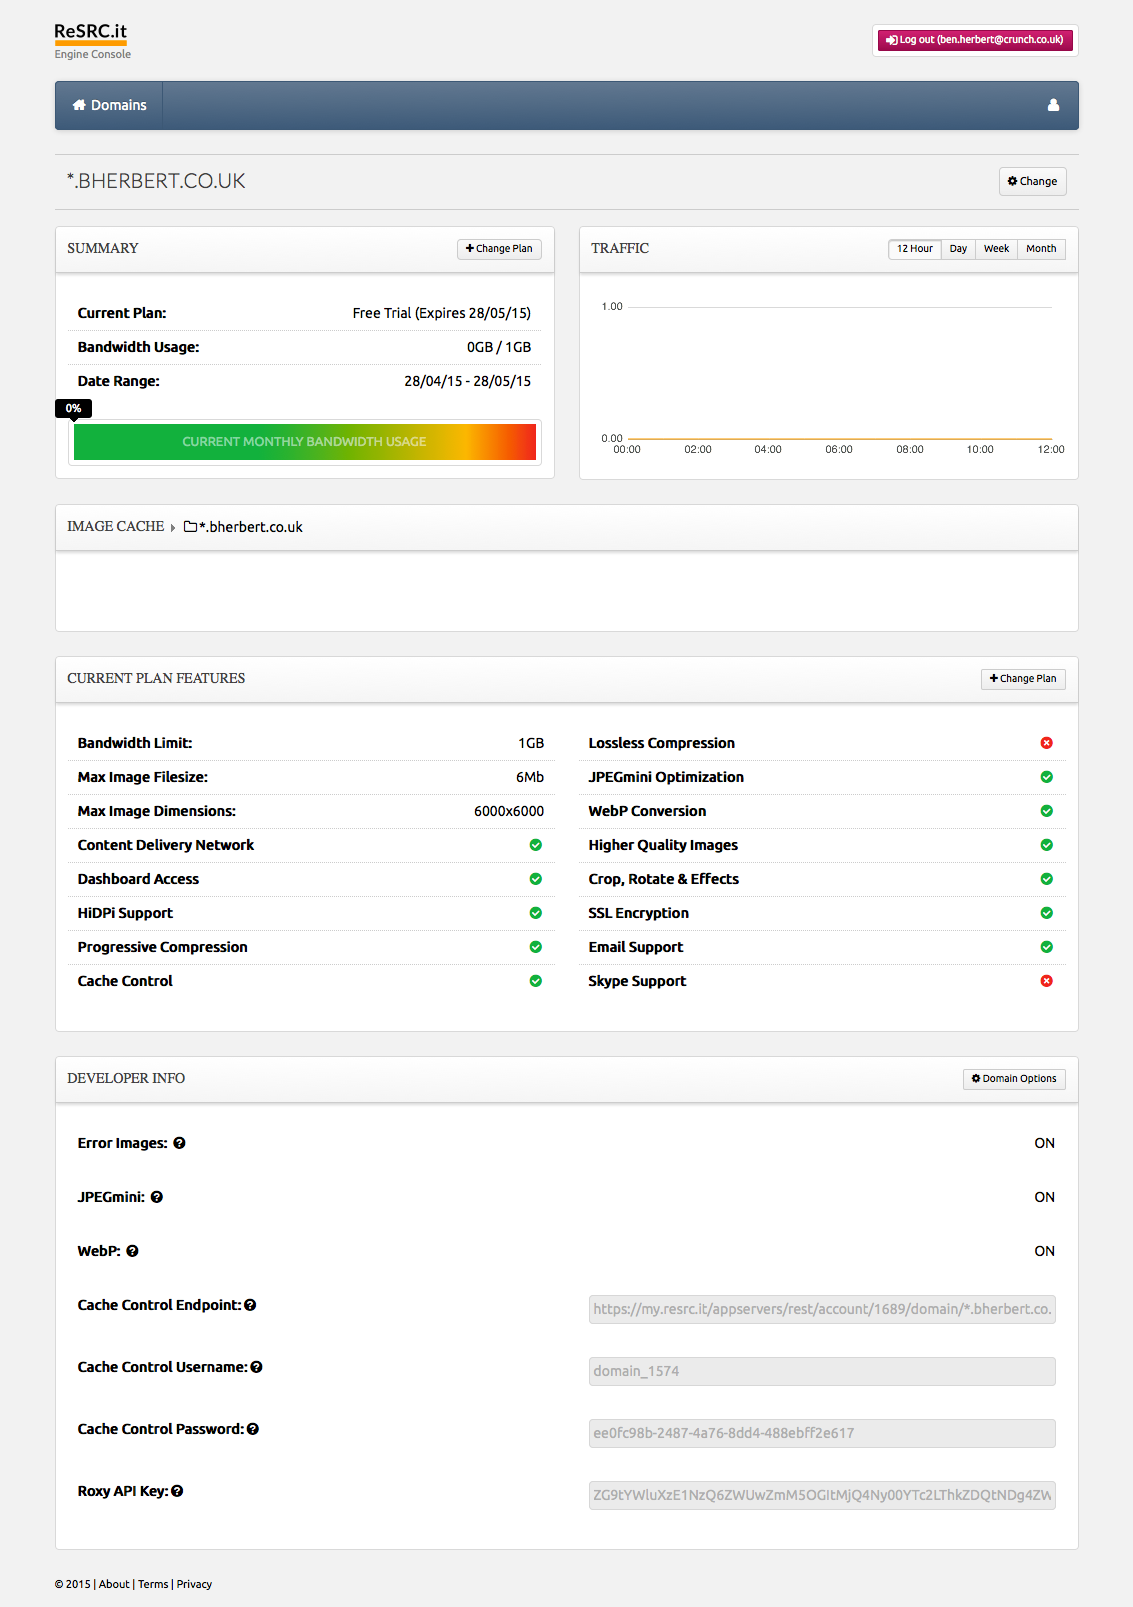 ReSRC.it
Engine Console
Log out (ben.herbert@crunch.co.uk)
Domains
*.BHERBERT.CO.UK
Change
SUMMARY
Change Plan
Current Plan: Free Trial (Expires 28/05/15)
Bandwidth Usage: 0GB / 1GB
Date Range: 28/04/15 - 28/05/15
0%
CURRENT MONTHLY BANDWIDTH USAGE
TRAFFIC
12 Hour Day Week Month
1.00
0.00
00:00 02:00 04:00 06:00 08:00 10:00 12:00
IMAGE CACHE *.bherbert.co.uk
CURRENT PLAN FEATURES
Change Plan
Bandwidth Limit: 1GB
Max Image Filesize: 6Mb
Max Image Dimensions: 6000x6000
Content Delivery Network
Dashboard Access
HiDPi Support
Progressive Compression
Cache Control
Lossless Compression
JPEGmini Optimization
WebP Conversion
Higher Quality Images
Crop, Rotate & Effects
SSL Encryption
Email Support
Skype Support
DEVELOPER INFO
Domain Options
Error Images: ON
JPEGmini: ON
WebP: ON
Cache Control Endpoint: https://my.resrc.it/appservers/rest/account/1689/domain/*.bherbert.co.
Cache Control Username: domain_1574
Cache Control Password: ee0fc98b-2487-4a76-8dd4-488ebff2e617
Roxy API Key: ZG9tYWluXzE1NzQ6ZWUwZmM5OGItMjQ4Ny00YTc2LThkZDQtNDg4ZW
© 2015 | About | Terms | Privacy